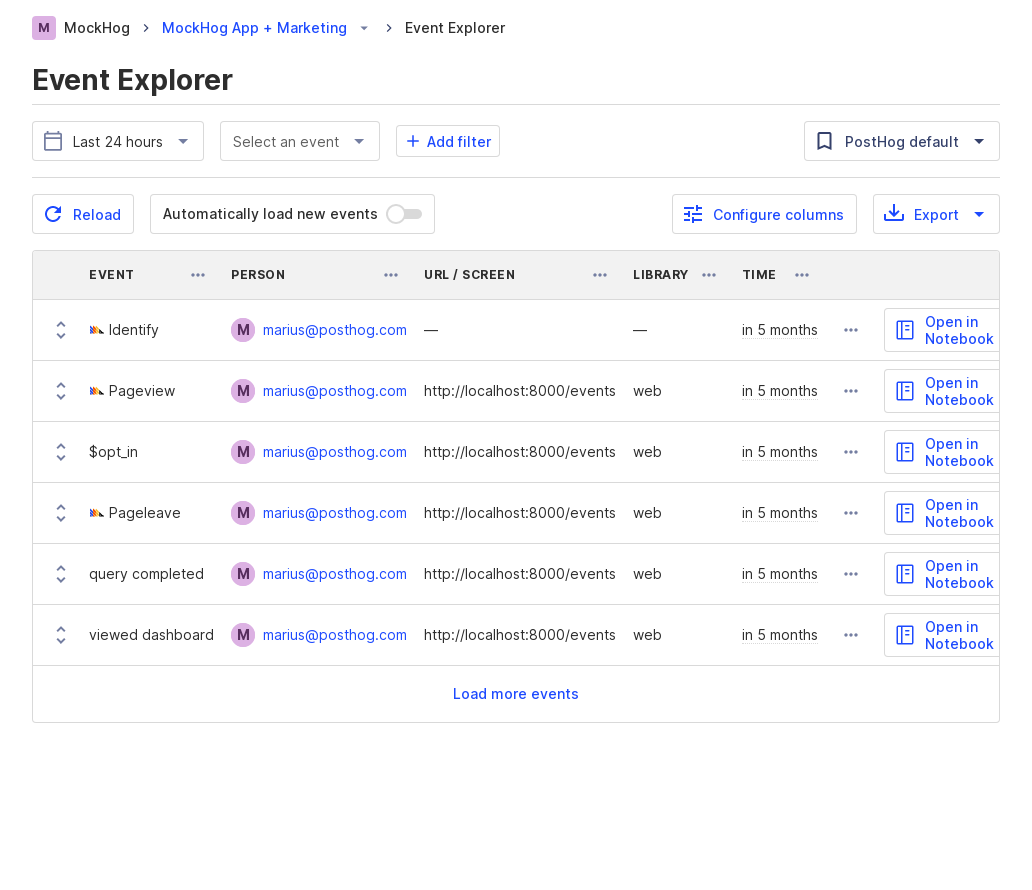 M MockHog MockHog App + Marketing Event Explorer
Event Explorer
Last 24 hours Select an event Add filter PostHog default
Reload Automatically load new events Configure columns Export
EVENT PERSON URL / SCREEN LIBRARY TIME
Identify M marius@posthog.com — — in 5 months Open in
Notebook
Pageview M marius@posthog.com http://localhost:8000/events web in 5 months Open in
Notebook
$opt_in M marius@posthog.com http://localhost:8000/events web in 5 months Open in
Notebook
Pageleave M marius@posthog.com http://localhost:8000/events web in 5 months Open in
Notebook
query completed M marius@posthog.com http://localhost:8000/events web in 5 months Open in
Notebook
viewed dashboard M marius@posthog.com http://localhost:8000/events web in 5 months Open in
Notebook
Load more events